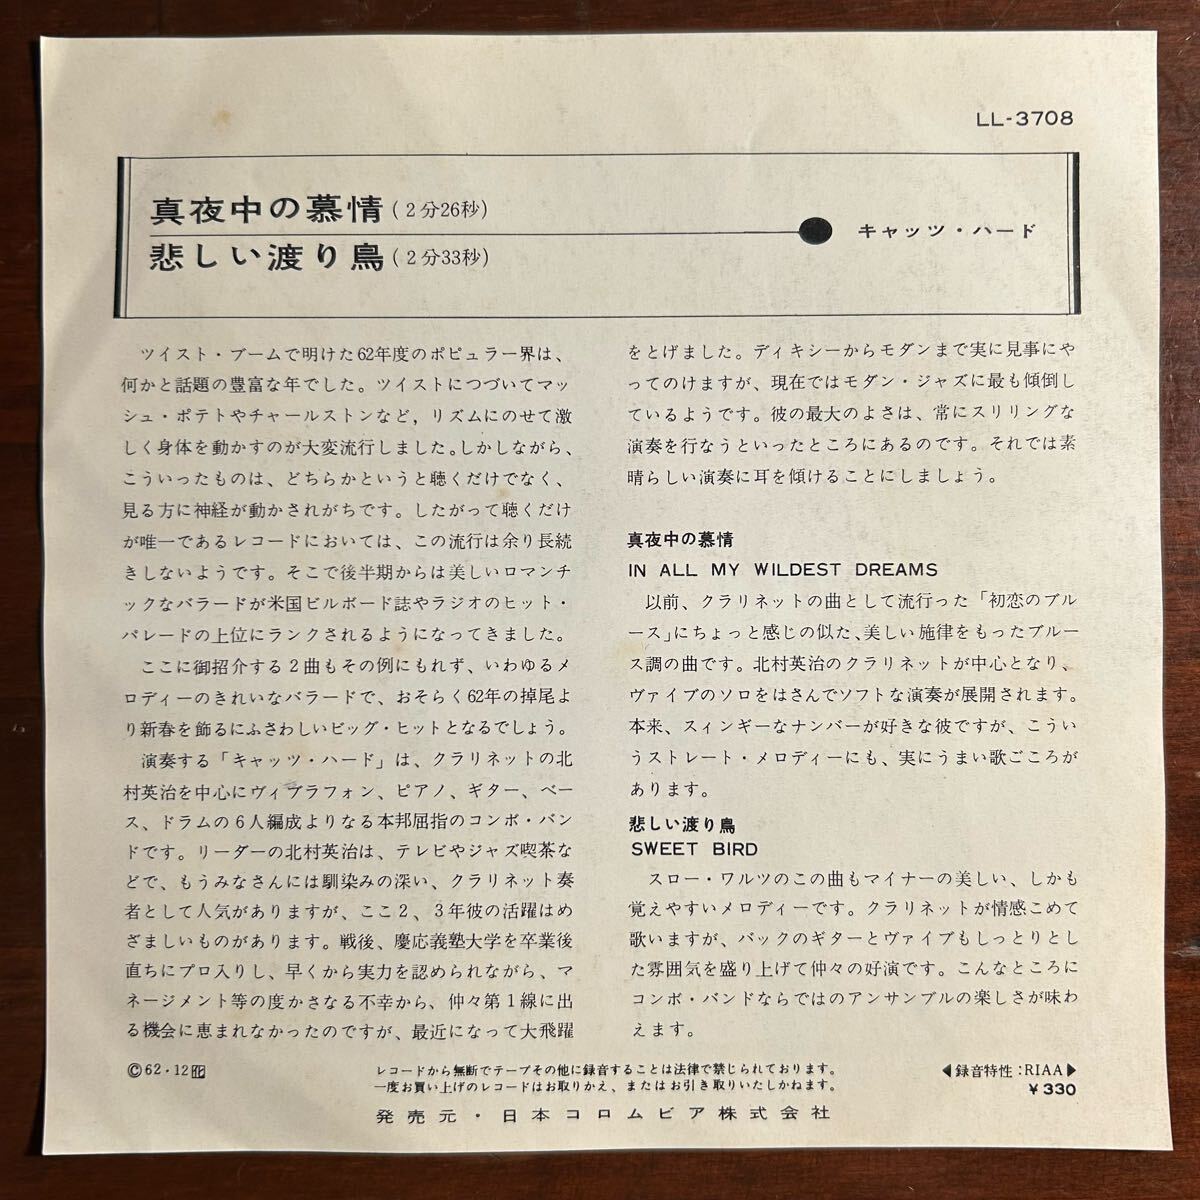 LL-3708
真夜中の慕情(2分26秒)
悲しい渡り鳥(2分33秒)
キャッツ・ハード
ツイスト・ブームで明けた62年度のポピュラー界は、
何かと話題の豊富な年でした。ツイストにつづいてマッ
シュ・ポテトやチャールストンなど，リズムにのせて激
しく身体を動かすのが大変流行しました。しかしながら、
こういったものは、どちらかというと聴くだけでなく、
見る方に神経が動かされがちです。したがって聴くだけ
が唯一であるレコードにおいては、この流行は余り長続
きしないようです。そこで後半期からは美しいロマンチ
ックなバラードが米国ビルボード誌やラジオのヒット・
パレードの上位にランクされるようになってきました。
ここに御招介する2曲もその例にもれず、いわゆるメ
ロディーのきれいなバラードで、おそらく62年の掉尾よ
り新春を飾るにふさわしいビッグ・ヒットとなるでしょう。
演奏する「キャッツ・ハード」は、クラリネットの北
村英治を中心にヴィブラフォン、ピアノ、ギター、ベー
ス、ドラムの6人編成よりなる本邦屈指のコンボ・バン
ドです。リーダーの北村英治は、テレビやジャズ喫茶な
どで、もうみなさんには馴染みの深い、クラリネット奏
者として人気がありますが、ここ2、3年彼の活躍はめ
ざましいものがあります。戦後、慶応義塾大学を卒業後
直ちにプロ入りし、早くから実力を認められながら、マ
ネージメント等の度かさなる不幸から、仲々第1線に出
る機会に恵まれなかったのですが、最近になって大飛躍
をとげました。ディキシーからモダンまで実に見事にや
ってのけますが、現在ではモダン・ジャズに最も傾倒し
ているようです。彼の最大のよさは、常にスリリングな
演奏を行なうといったところにあるのです。それでは素
晴らしい演奏に耳を傾けることにしましょう。
真夜中の慕情
IN ALL MY WILDEST DREAMS
以前、クラリネットの曲として流行った「初恋のブル
ース」にちょっと感じの似た、美しい施律をもったブルー
ス調の曲です。北村英治のクラリネットが中心となり、
ヴァイブのソロをはさんでソフトな演奏が展開されます。
本来、スィンギーなナンバーが好きな彼ですが、こうい
うストレート・メロディーにも、実にうまい歌ごころが
あります。
悲しい渡り鳥
SWEET BIRD
スロー・ワルツのこの曲もマイナーの美しい、しかも
覚えやすいメロディーです。クラリネットが情感こめて
歌いますが、バックのギターとヴァイブもしっとりとし
た雰囲気を盛り上げて仲々の好演です。こんなところに
コンボ・バンドならではのアンサンブルの楽しさが味わ
えます。
Ⓒ62・12
レコードから無断でテープその他に録音することは法律で禁じられております。
一度お買い上げのレコードはお取りかえ、またはお引き取りいたしかねます。
発売元・日本コロムビア株式会社
◀録音特性:RIAA▶
¥330